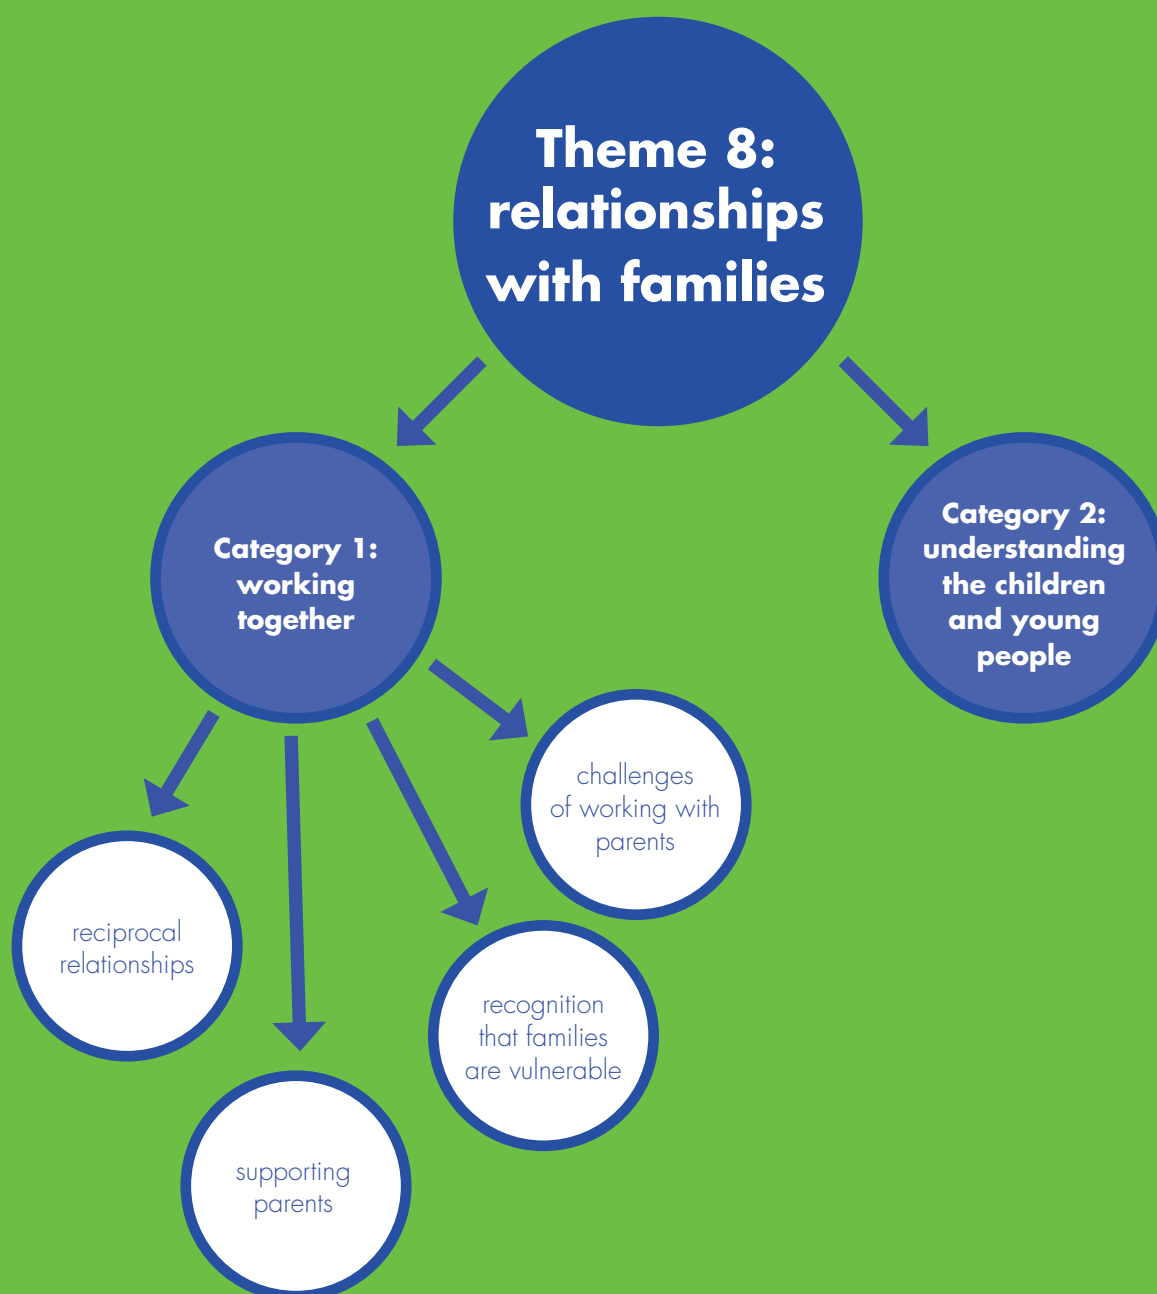 Theme 8:
relationships
with families
Category 1:
working
together
Category 2:
understanding
the children
and young
people
challenges
of working with
parents
reciprocal
relationships
recognition
that families
are vulnerable
supporting
parents